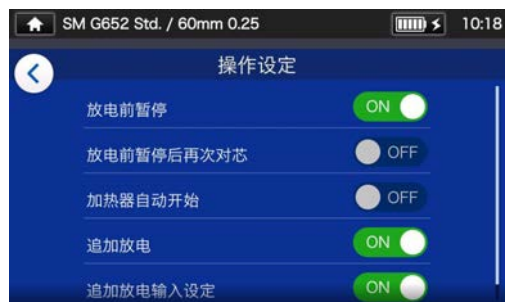 SM G652 Std. / 60mm 0.25 10:18
操作设定
放电前暂停 ON
放电前暂停后再次对芯 OFF
加热器自动开始 OFF
追加放电 ON
追加放电输入设定 ON